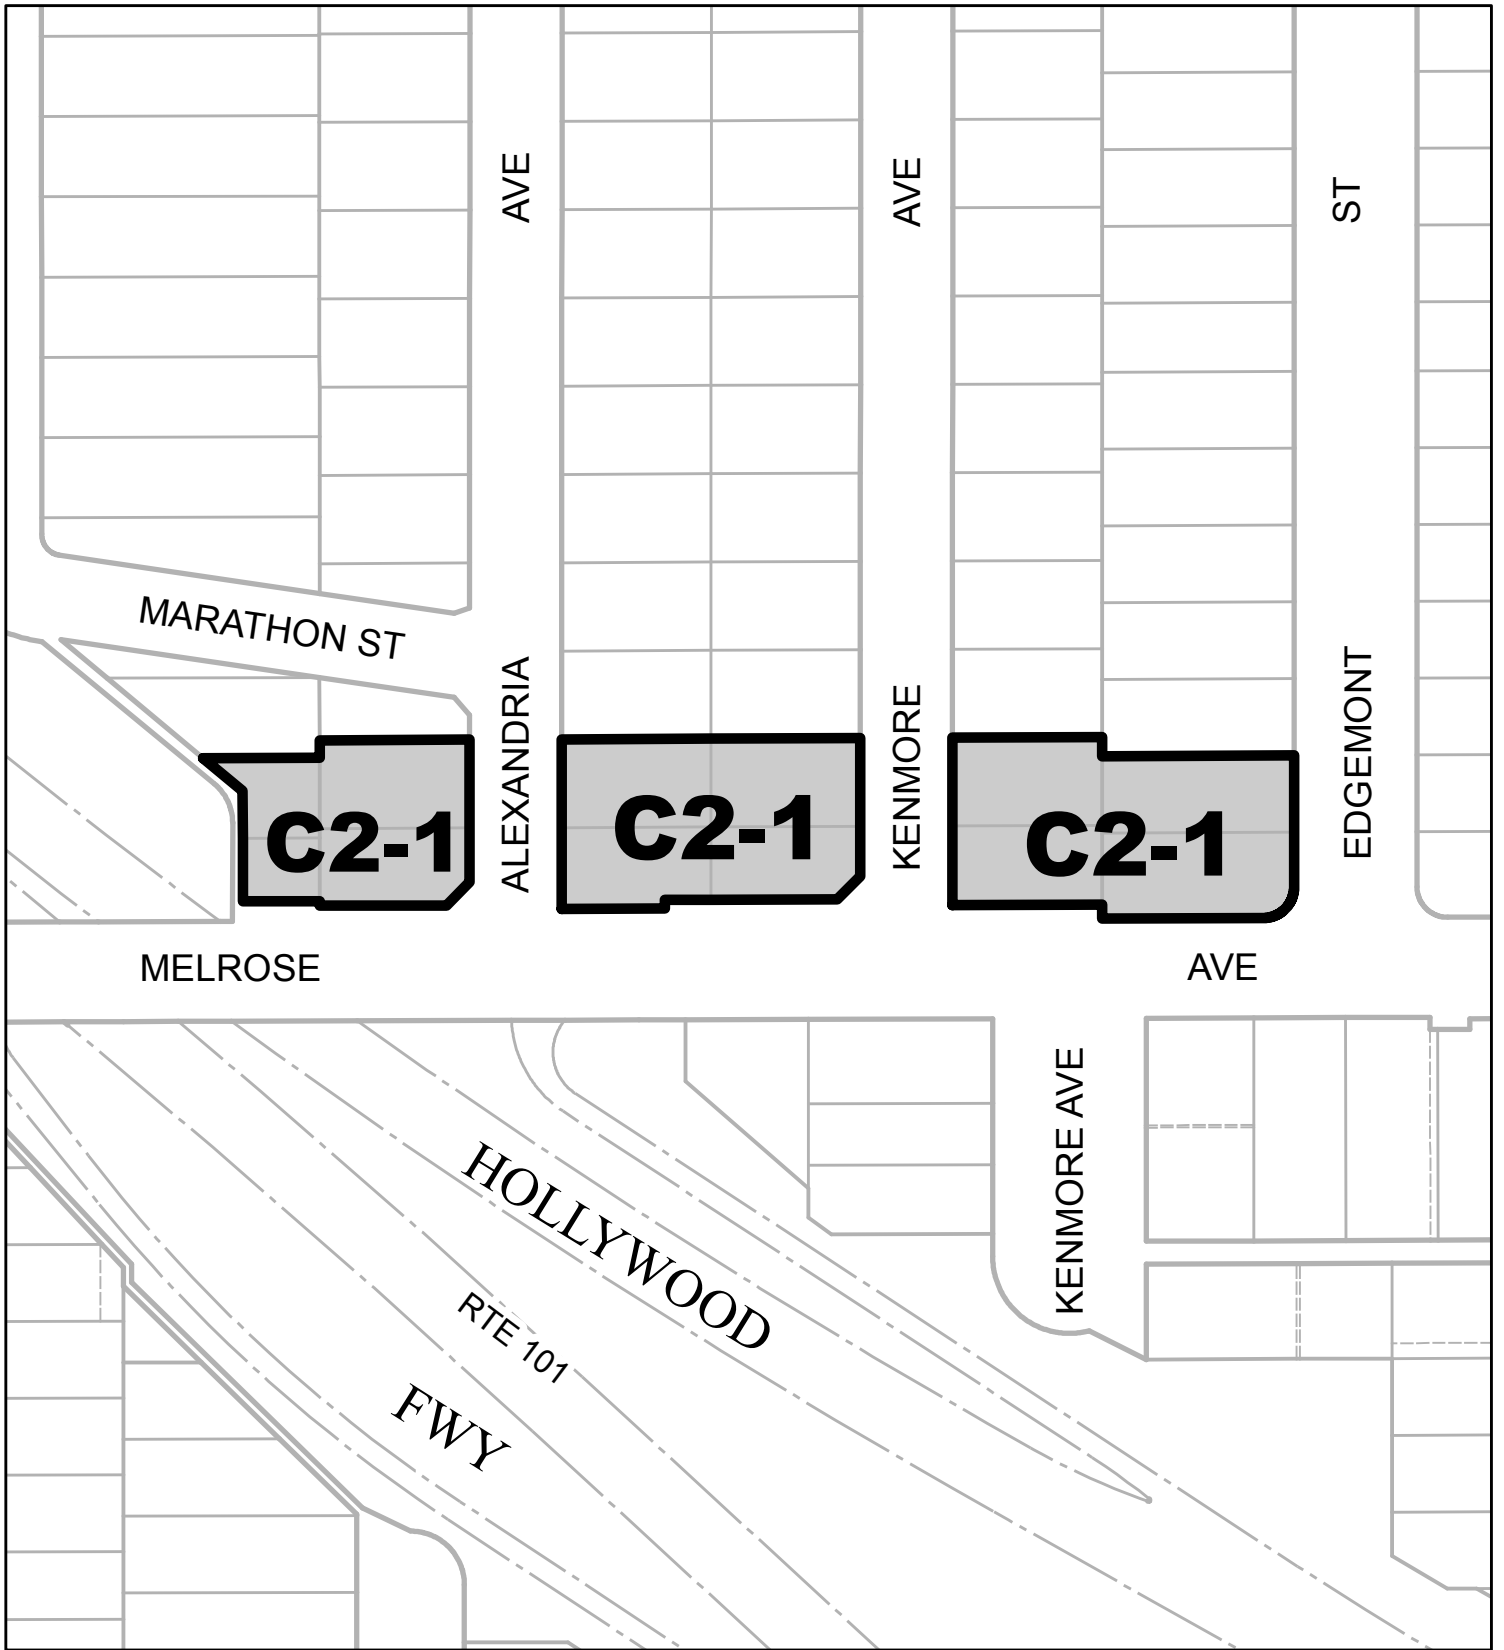 AVE
AVE
ST
MARATHON ST
ALEXANDRIA
KENMORE
EDGEMONT
C2-1
C2-1
C2-1
MELROSE
AVE
KENMORE AVE
HOLLYWOOD
RTE 101
FWY